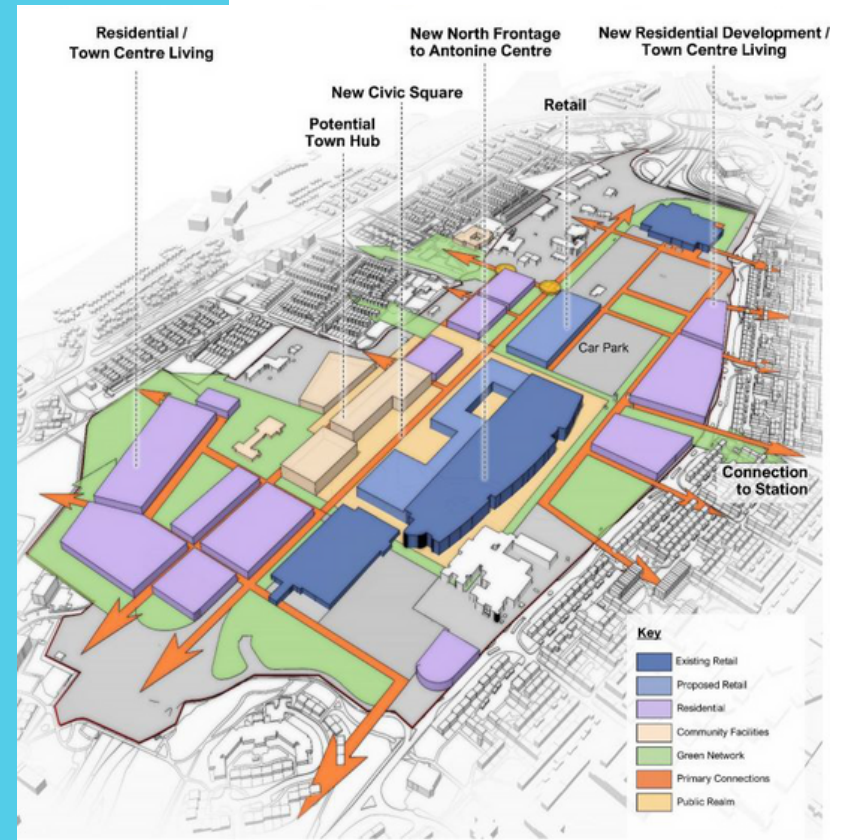 Residential /
Town Centre Living
New North Frontage
to Antonine Centre
New Residential Development /
Town Centre Living
New Civic Square
Retail
Potential
Town Hub
Car Park
Connection
to Station
Key
Existing Retail
Proposed Retail
Residential
Community Facilities
Green Network
Primary Connections
Public Realm